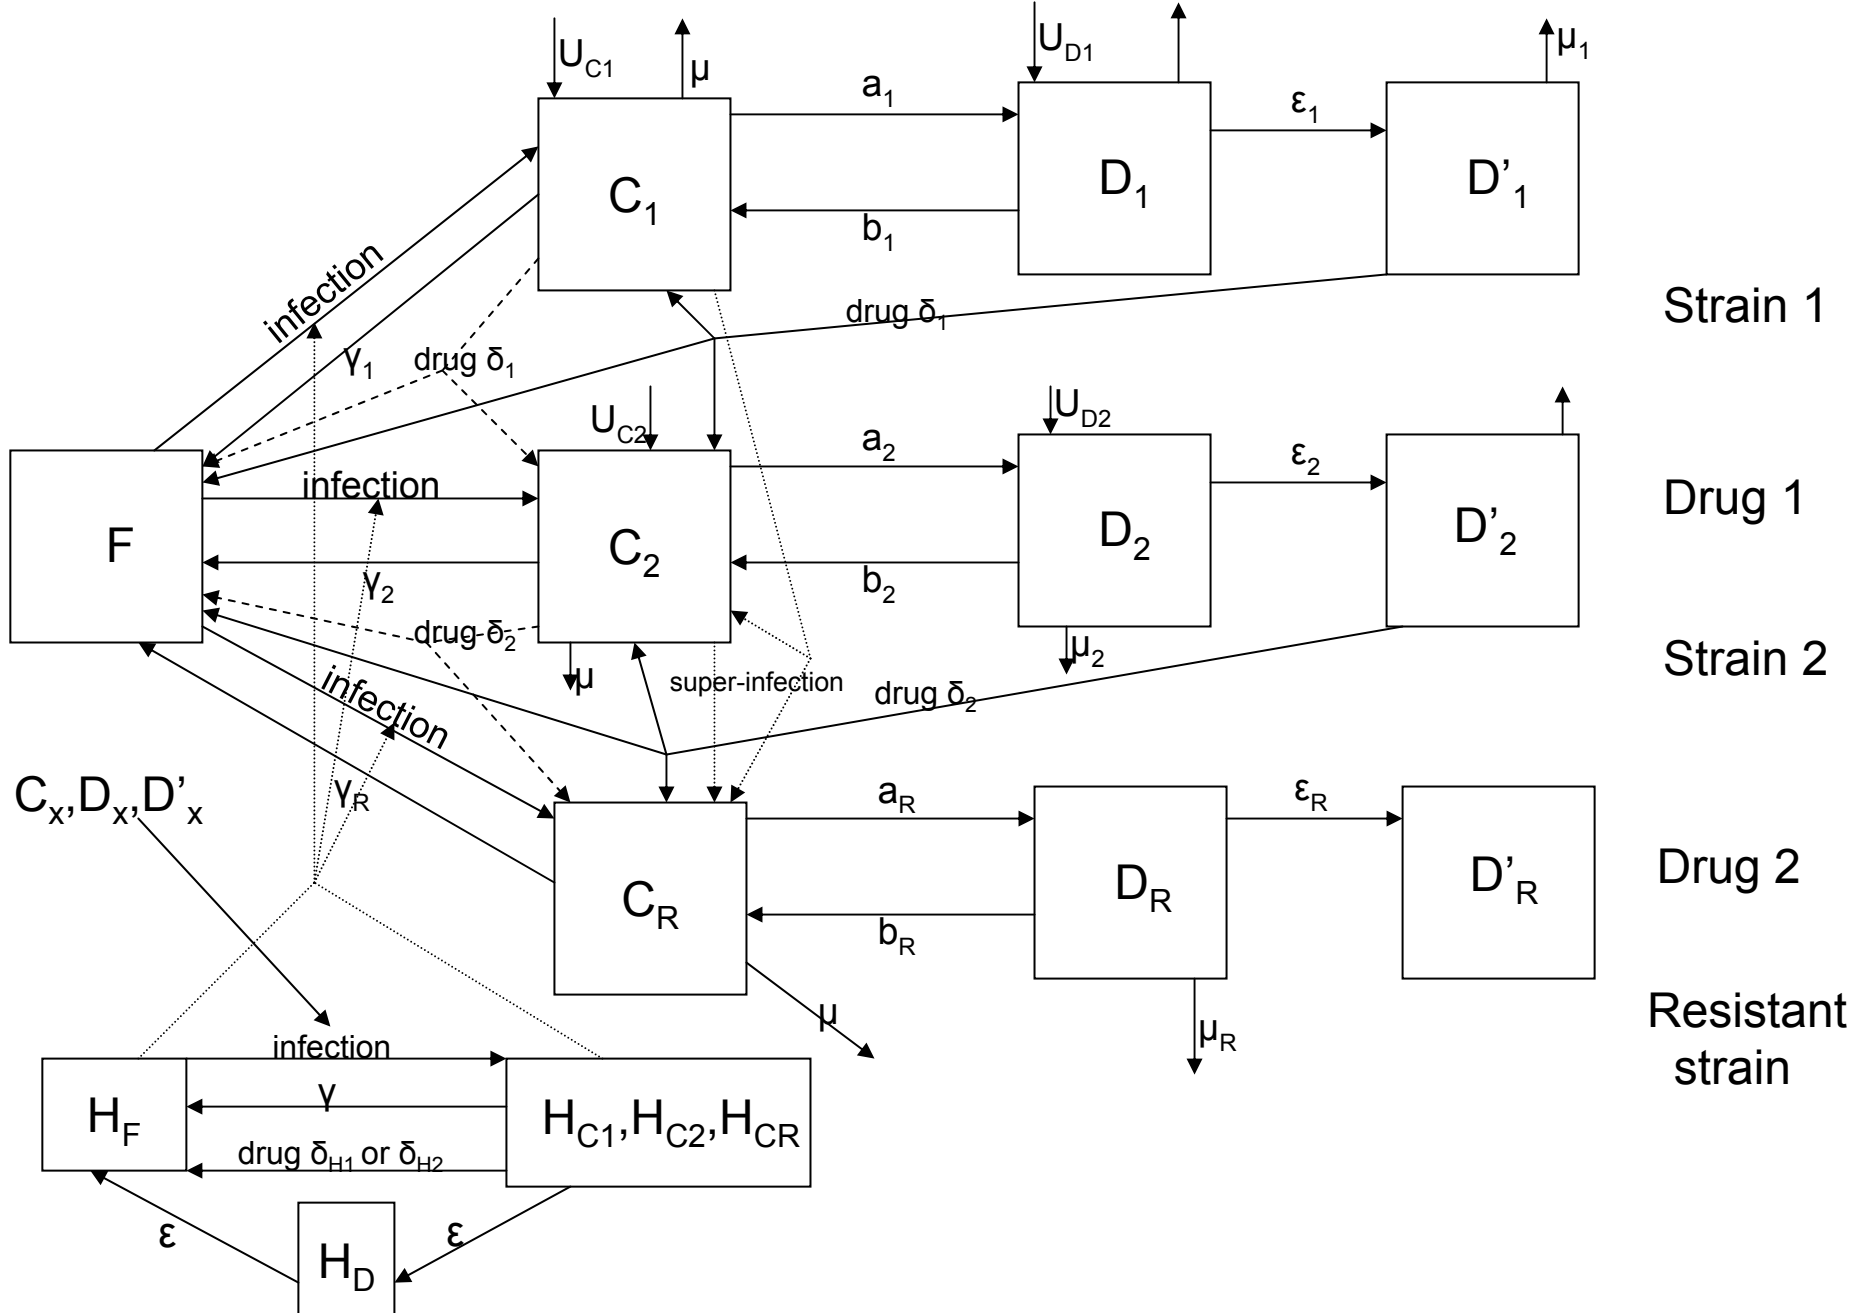 U_C1
μ
U_D1
μ_1
a_1
ε_1
C_1
D_1
D’_1
b_1
infection
γ_1
drug δ_1
drug δ_1
Strain 1
U_C2
U_D2
a_2
ε_2
infection
Drug 1
F
C_2
D_2
D’_2
γ_2
b_2
drug δ_2
μ
μ_2
super-infection
drug δ_2
Strain 2
infection
C_x,D_x,D’_x
γ_R
a_R
ε_R
C_R
D_R
D’_R
Drug 2
b_R
μ
μ_R
Resistant
strain
infection
γ
H_F
H_C1,H_C2,H_CR
drug δ_H1 or δ_H2
ε
ε
H_D